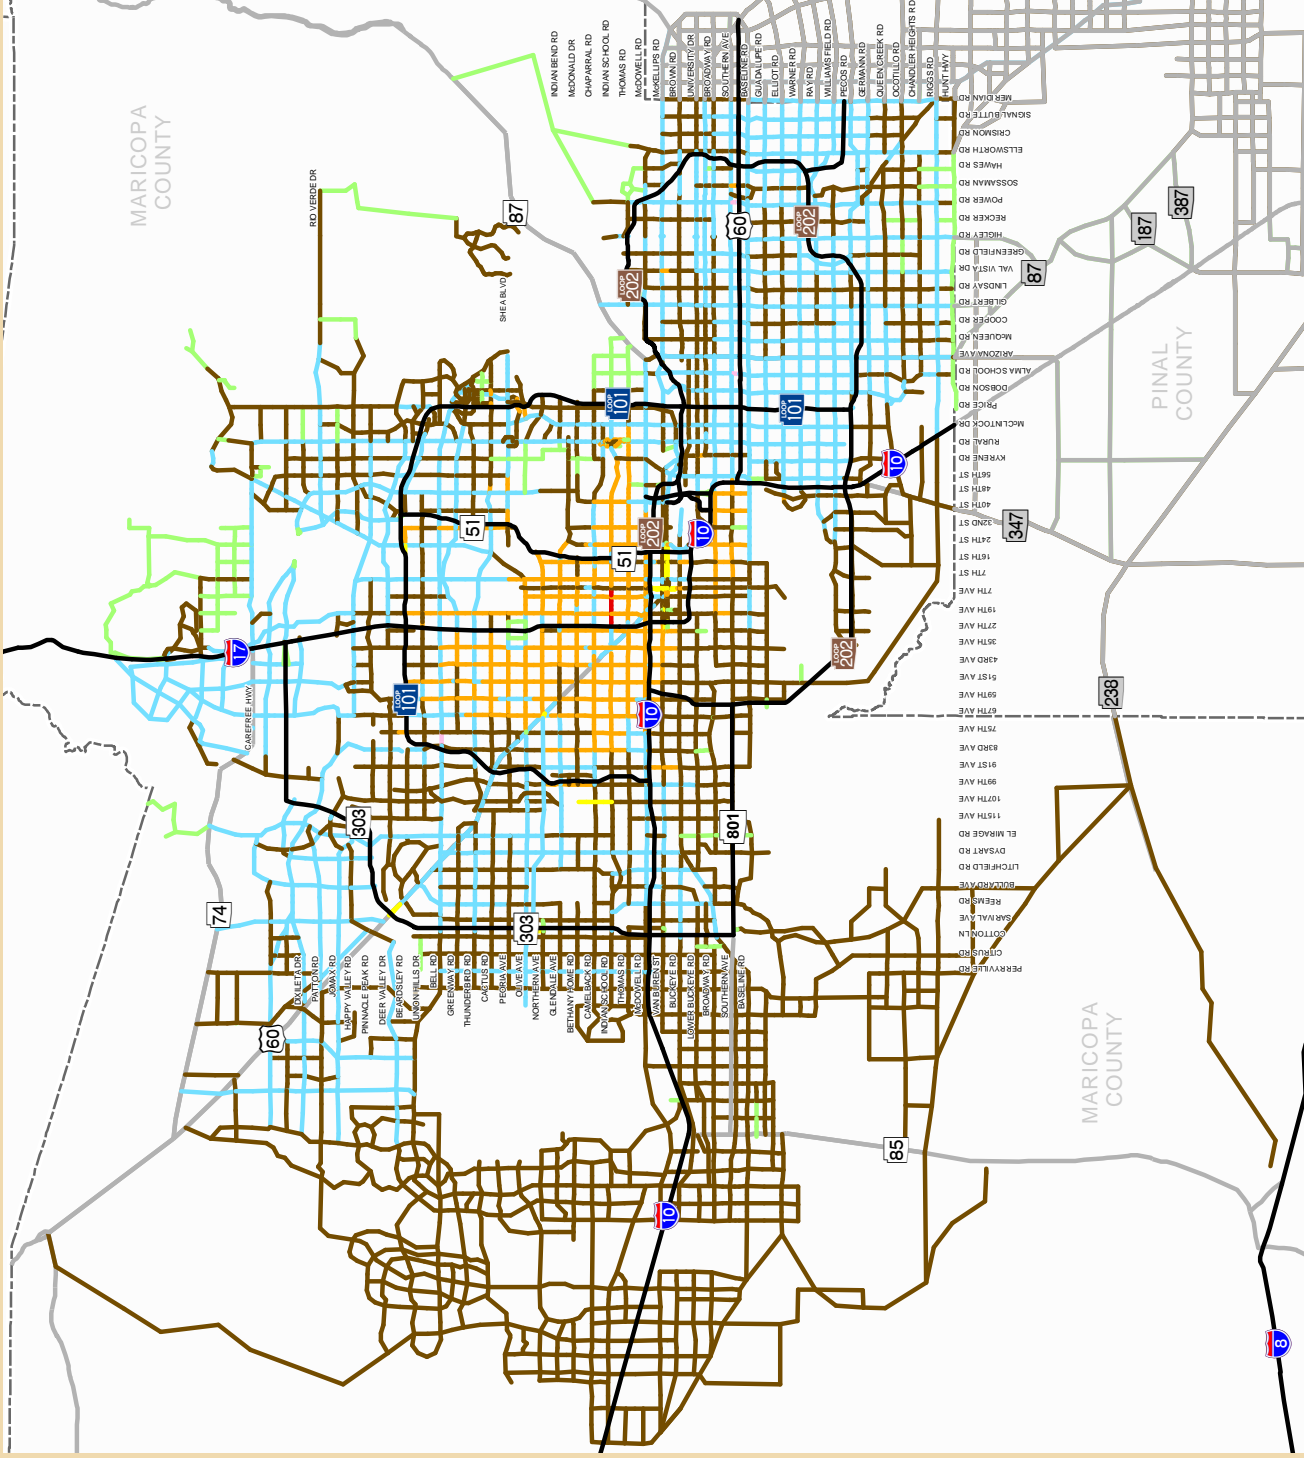 INDIAN BEND RD
McDONALD DR
CHAPARRAL RD
INDIAN SCHOOL RD
THOMAS RD
McDOWELL RD
McKELLIPS RD
BROWN RD
UNIVERSITY DR
BROADWAY RD
SOUTHERN AVE
BASELINE RD
GUADALUPE RD
ELLIOT RD
WARNER RD
RAY RD
WILLIAMS FIELD RD
PECOS RD
GERMANN RD
QUEEN CREEK RD
OCOTILLO RD
CHANDLER HEIGHTS RD
RIGGS RD
HUNT HWY
MERIDIAN RD
SIGNAL BUTTE RD
CRISMON RD
ELLSWORTH RD
HAWES RD
SOSSAMAN RD
POWER RD
RECKER RD
HIGLEY RD
GREENFIELD RD
VAL VISTA DR
LINDSAY RD
GILBERT RD
COOPER RD
McQUEEN RD
ARIZONA AVE
ALMA SCHOOL RD
DOBSON RD
PRICE RD
McCLINTOCK DR
RURAL RD
KYRENE RD
56TH ST
48TH ST
40TH ST
32ND ST
24TH ST
16TH ST
7TH ST
7TH AVE
19TH AVE
27TH AVE
35TH AVE
43RD AVE
51ST AVE
59TH AVE
67TH AVE
75TH AVE
83RD AVE
91ST AVE
99TH AVE
107TH AVE
115TH AVE
EL MIRAGE RD
DYSART RD
LITCHFIELD RD
BULLARD AVE
REEMS RD
SARIVAL AVE
COTTON LN
CITRUS RD
PERRYVILLE RD
MARICOPA
COUNTY
RIO VERDE DR
SHEA BLVD
87
60
LOOP
202
LOOP
202
187
387
87
PINAL
COUNTY
LOOP
101
LOOP
101
10
347
51
LOOP
202
10
51
17
LOOP
202
LOOP
101
10
238
CAREFREE HWY
303
801
74
303
60
DIXILETA DR
PATTON RD
JOMAX RD
HAPPY VALLEY RD
PINNACLE PEAK RD
DEER VALLEY DR
BEARDSLEY RD
UNION HILLS DR
BELL RD
GREENWAY RD
THUNDERBIRD RD
CACTUS RD
PEORIA AVE
OLIVE AVE
NORTHERN AVE
GLENDALE AVE
BETHANY HOME RD
CAMELBACK RD
INDIAN SCHOOL RD
THOMAS RD
McDOWELL RD
VAN BUREN ST
BUCKEYE RD
LOWER BUCKEYE RD
BROADWAY RD
SOUTHERN AVE
BASELINE RD
MARICOPA
COUNTY
85
10
8